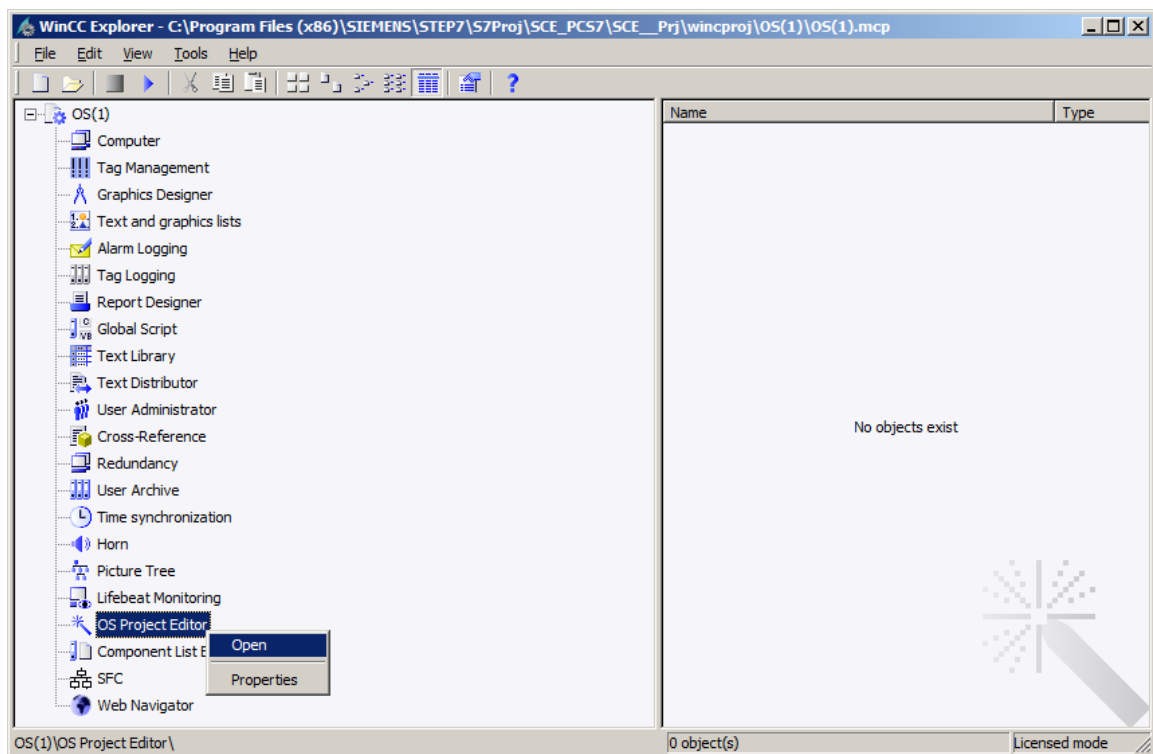 WinCC Explorer - C:\Program Files (x86)\SIEMENS\STEP7\S7Proj\SCE_PCS7\SCE__Prj\wincproj\OS(1)\OS(1).mcp
File Edit View Tools Help
OS(1)
Computer
Tag Management
Graphics Designer
Text and graphics lists
Alarm Logging
Tag Logging
Report Designer
Global Script
Text Library
Text Distributor
User Administrator
Cross-Reference
Redundancy
User Archive
Time synchronization
Horn
Picture Tree
Lifebeat Monitoring
OS Project Editor
Component List E
SFC
Web Navigator
Open
Properties
Name Type
No objects exist
OS(1)\OS Project Editor\ 0 object(s) Licensed mode